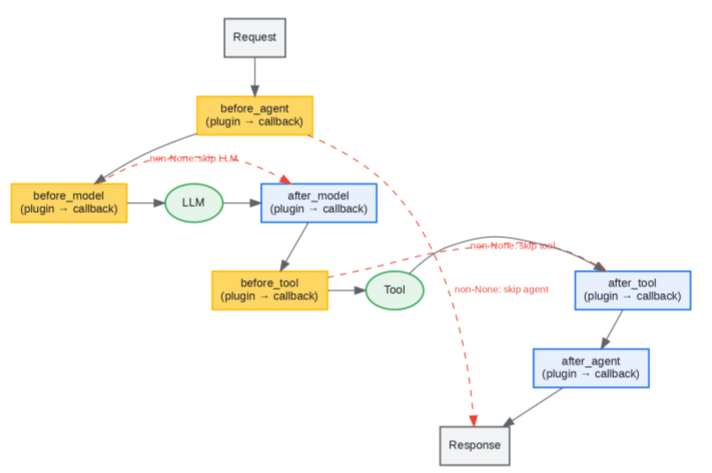 Request
before_agent
(plugin → callback)
non-None: skip LLM
before_model
(plugin → callback)
LLM
after_model
(plugin → callback)
non-None: skip tool
before_tool
(plugin → callback)
Tool
non-None: skip agent
after_tool
(plugin → callback)
after_agent
(plugin → callback)
Response